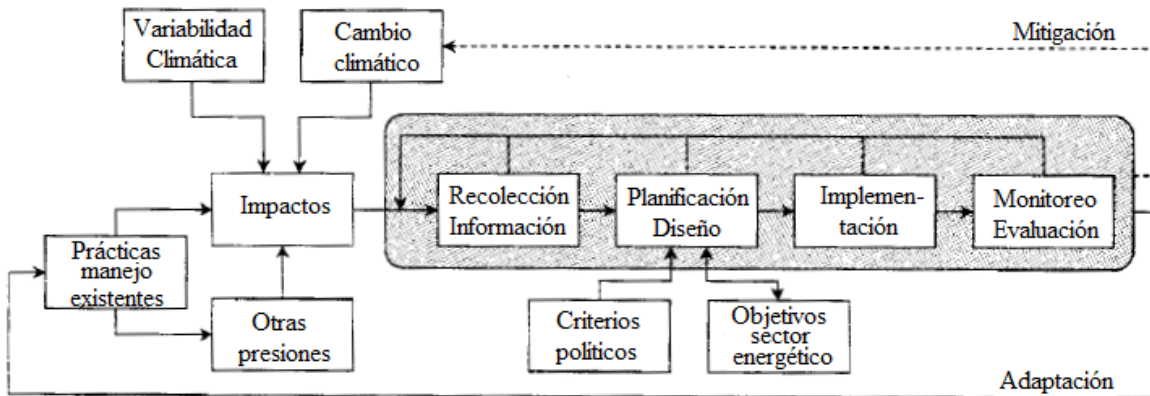 Variabilidad
Climática
Cambio
climático
Mitigación
Impactos
Recolección
Información
Planificación
Diseño
Implemen-
tación
Monitoreo
Evaluación
Prácticas
manejo
existentes
Otras
presiones
Criterios
políticos
Objetivos
sector
energético
Adaptación